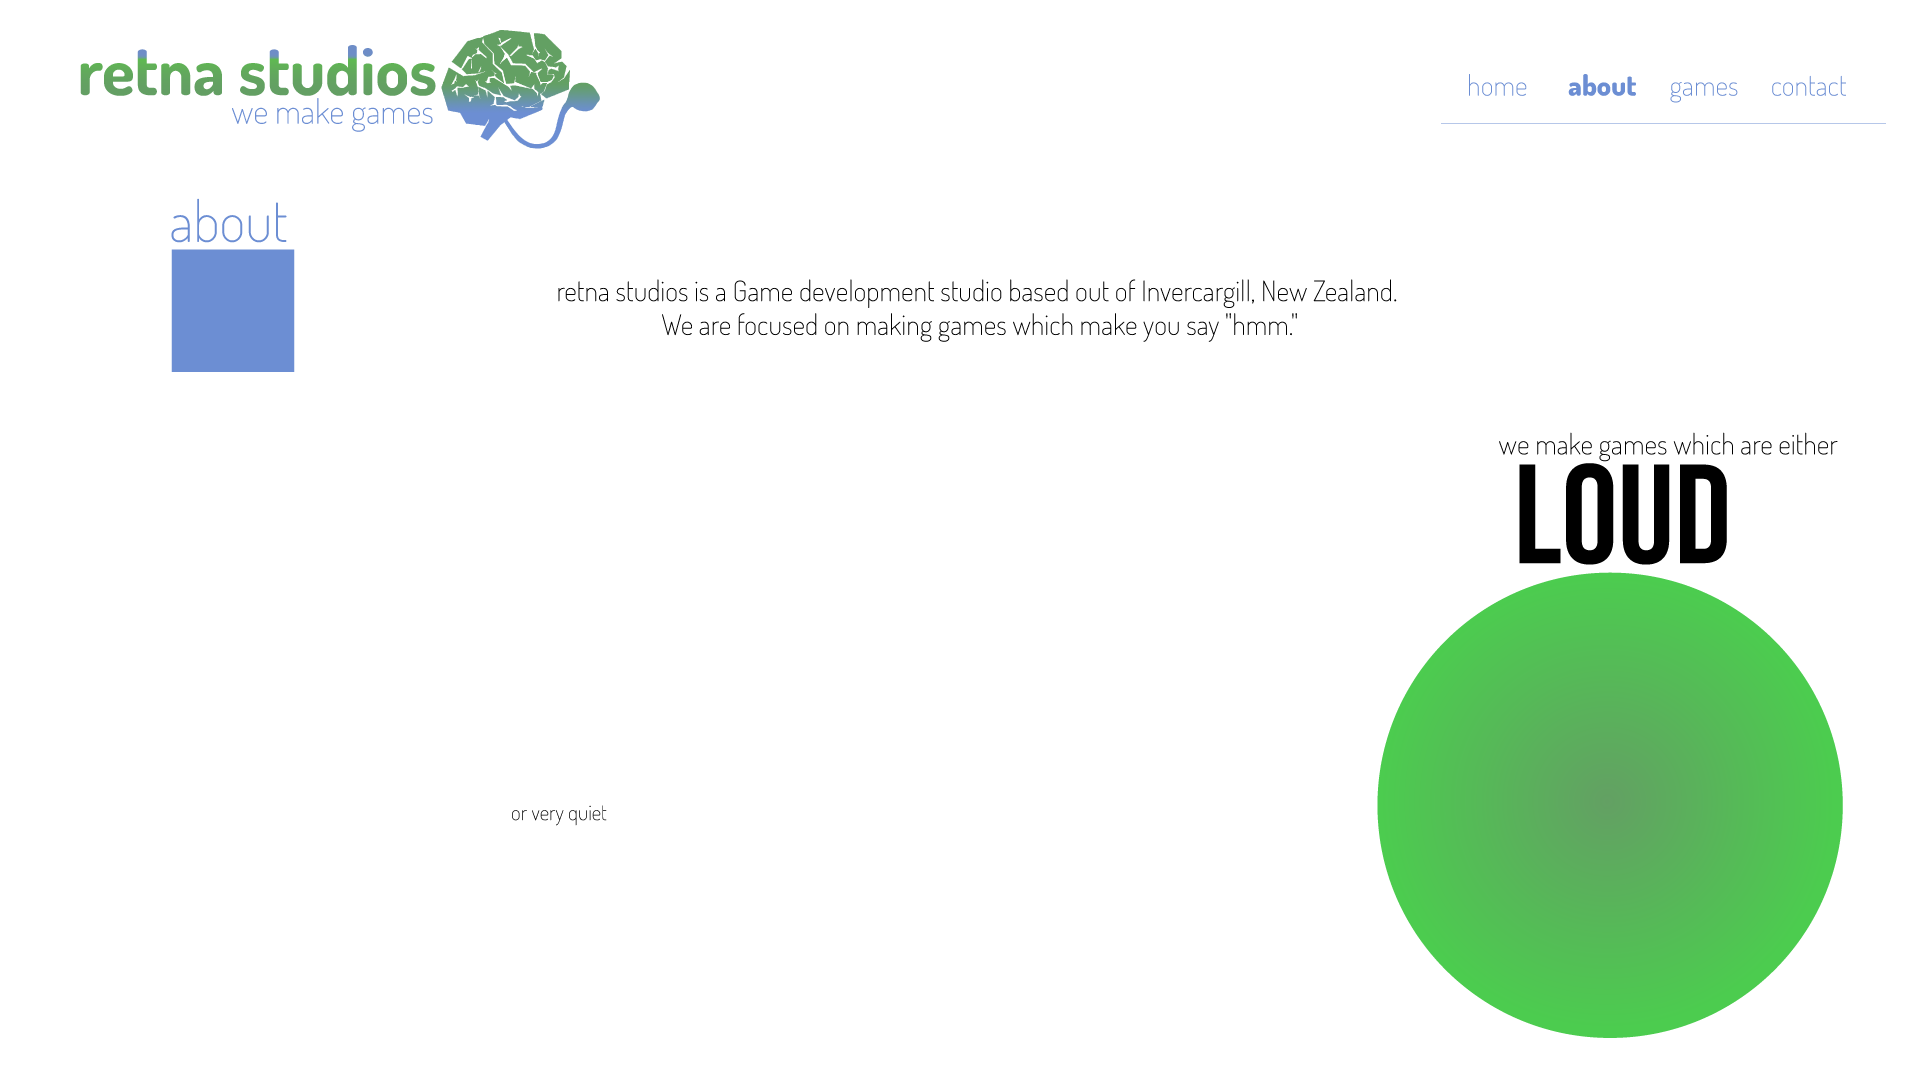 retna studios
we make games
home about games contact
about
retna studios is a Game development studio based out of Invercargill, New Zealand.
We are focused on making games which make you say "hmm."
we make games which are either
LOUD
or very quiet